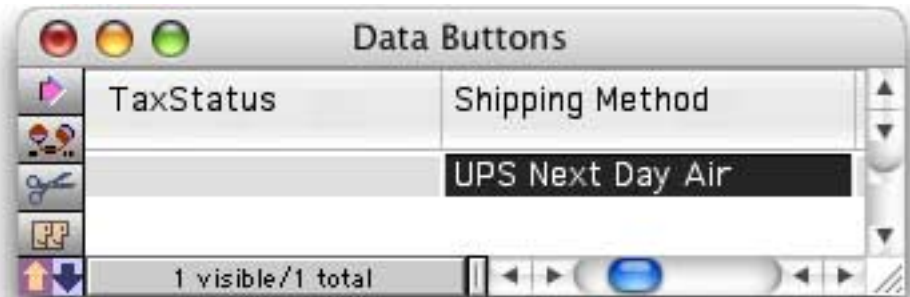 Data Buttons
TaxStatus Shipping Method
UPS Next Day Air
1 visible/1 total